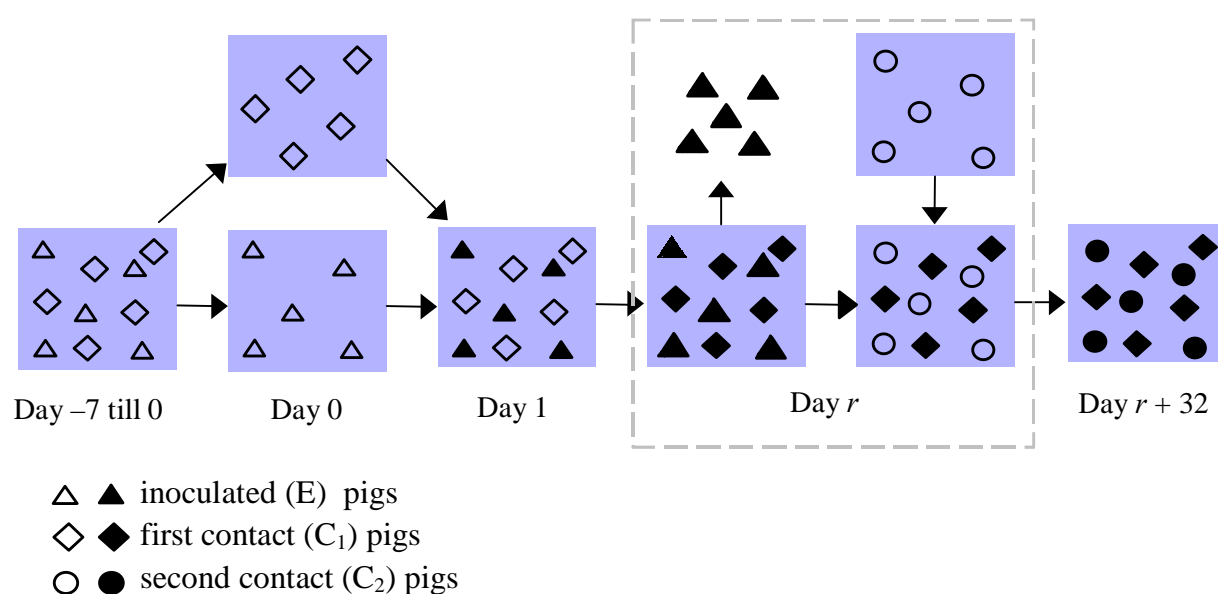 Day –7 till 0
Day 0
Day 1
Day r
Day r + 32
inoculated (E) pigs
first contact (C₁) pigs
second contact (C₂) pigs